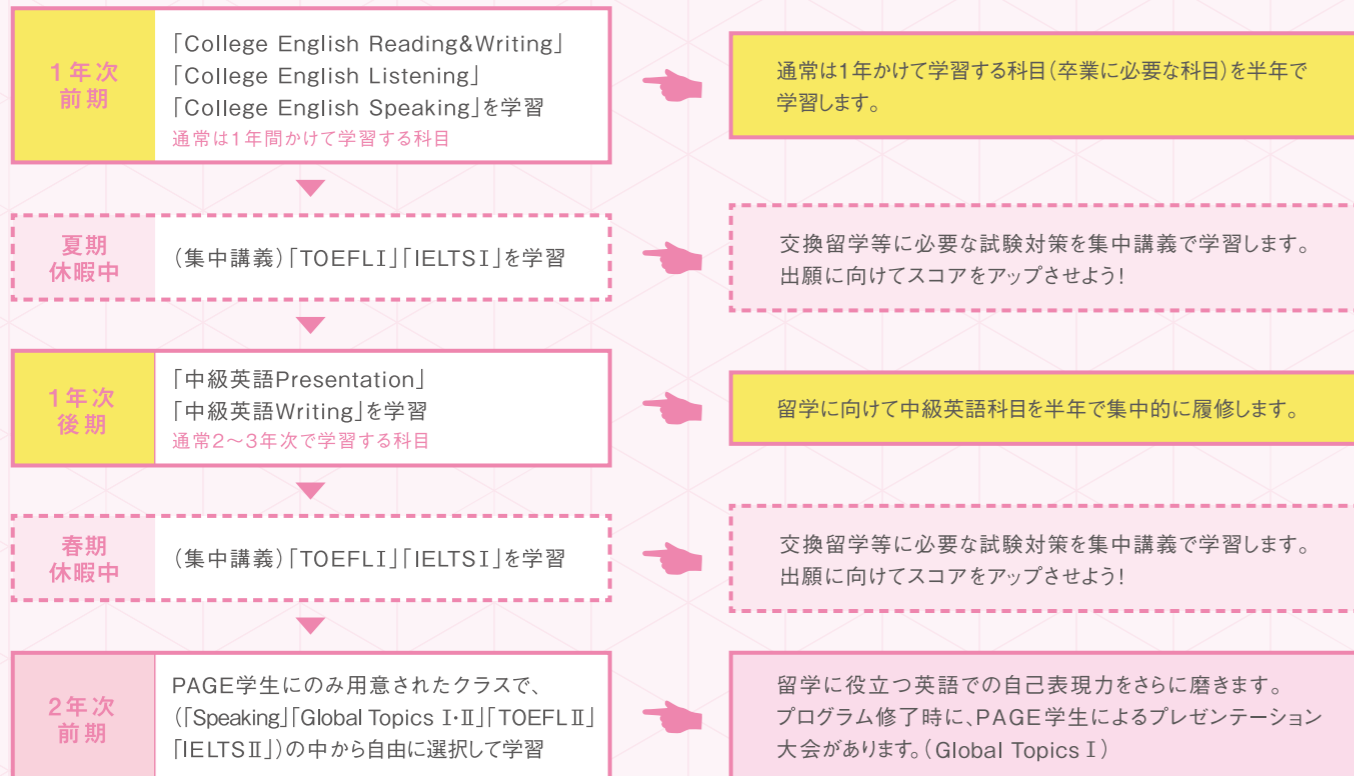 1年次
前期
「College English Reading&Writing」
「College English Listening」
「College English Speaking」を学習
通常は1年間かけて学習する科目
通常は1年かけて学習する科目(卒業に必要な科目)を半年で
学習します。
夏期
休暇中
(集中講義)「TOEFLI」「IELTSⅠ」を学習
交換留学等に必要な試験対策を集中講義で学習します。
出願に向けてスコアをアップさせよう!
1年次
後期
「中級英語Presentation」
「中級英語Writing」を学習
通常2〜3年次で学習する科目
留学に向けて中級英語科目を半年で集中的に履修します。
春期
休暇中
(集中講義)「TOEFLI」「IELTSⅠ」を学習
交換留学等に必要な試験対策を集中講義で学習します。
出願に向けてスコアをアップさせよう!
2年次
前期
PAGE学生にのみ用意されたクラスで、
(「Speaking」「Global Topics Ⅰ・Ⅱ」「TOEFLⅡ」
「IELTSⅡ」)の中から自由に選択して学習
留学に役立つ英語での自己表現力をさらに磨きます。
プログラム修了時に、PAGE学生によるプレゼンテーション
大会があります。(Global TopicsⅠ)